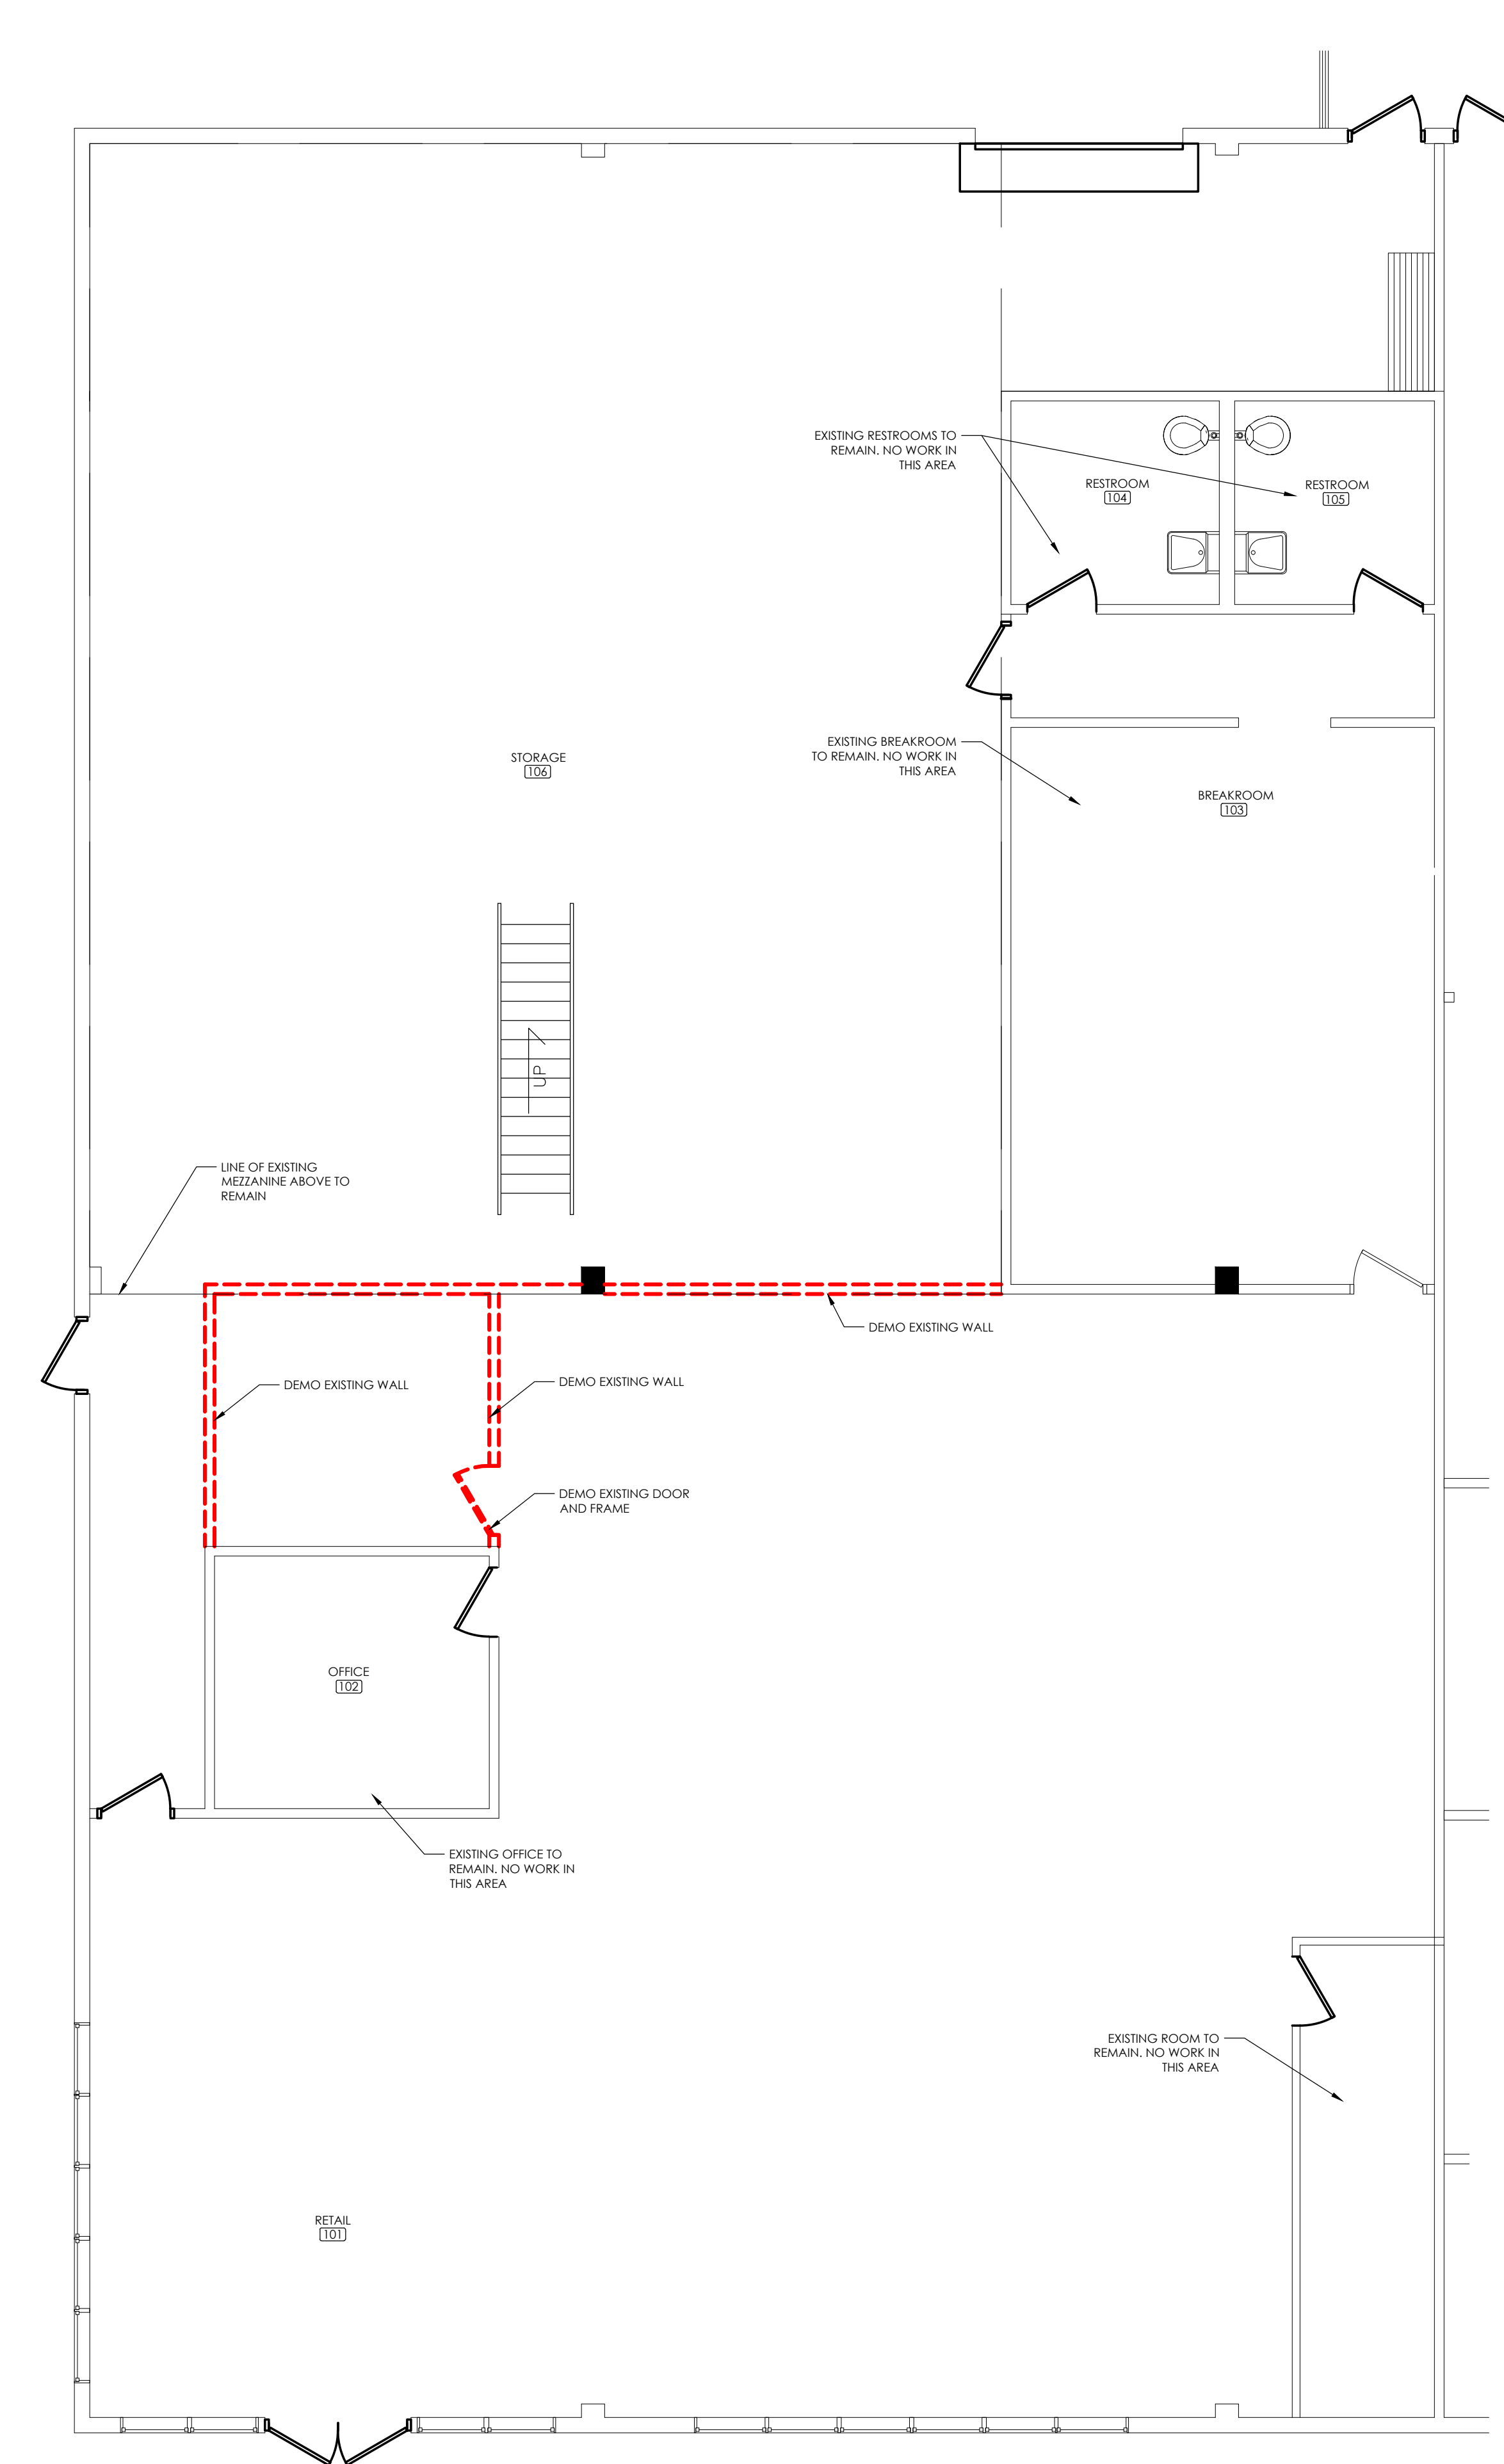 EXISTING RESTROOMS TO
REMAIN. NO WORK IN
THIS AREA
RESTROOM
104
RESTROOM
105
EXISTING BREAKROOM
TO REMAIN. NO WORK IN
THIS AREA
STORAGE
106
BREAKROOM
103
UP
LINE OF EXISTING
MEZZANINE ABOVE TO
REMAIN
DEMO EXISTING WALL
DEMO EXISTING WALL
DEMO EXISTING WALL
DEMO EXISTING DOOR
AND FRAME
OFFICE
102
EXISTING OFFICE TO
REMAIN. NO WORK IN
THIS AREA
EXISTING ROOM TO
REMAIN. NO WORK IN
THIS AREA
RETAIL
101